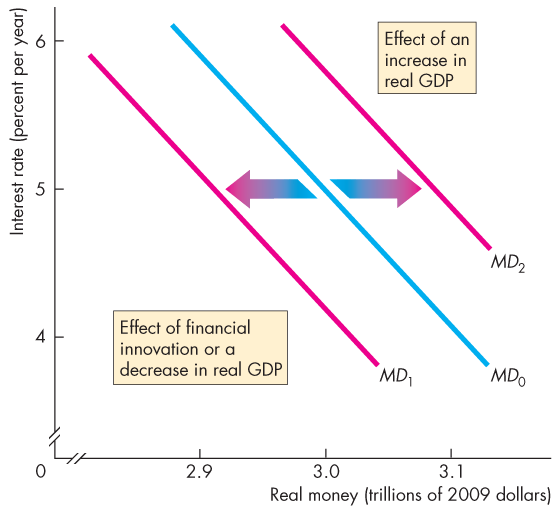 Interest rate (percent per year)
6
5
4
0
Effect of an
increase in
real GDP
MD₂
Effect of financial
innovation or a
decrease in real GDP
MD₁
MD₀
2.9
3.0
3.1
Real money (trillions of 2009 dollars)